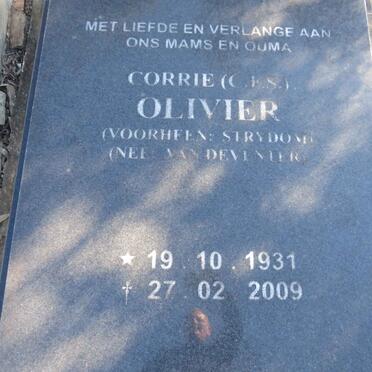 MET LIEFDE EN VERLANGE AAN
ONS MAMS EN OUMA
CORRIE (C.F.S.)
OLIVIER
(VOORHEEN: STRYDOM)
(NEE: VAN DEVENTER)
★ 19 . 10 . 1931
† 27 . 02 . 2009